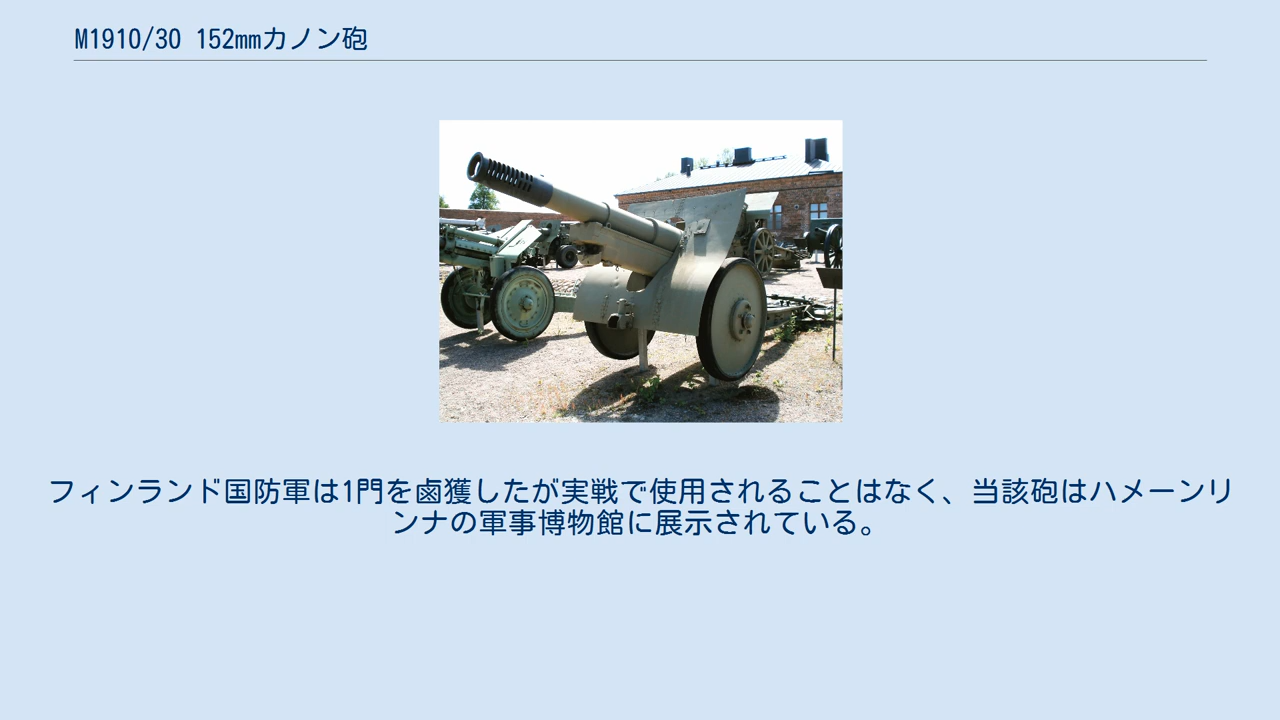 M1910/30 152mmカノン砲
フィンランド国防軍は1門を鹵獲したが実戦で使用されることはなく、当該砲はハメーンリ
ンナの軍事博物館に展示されている。